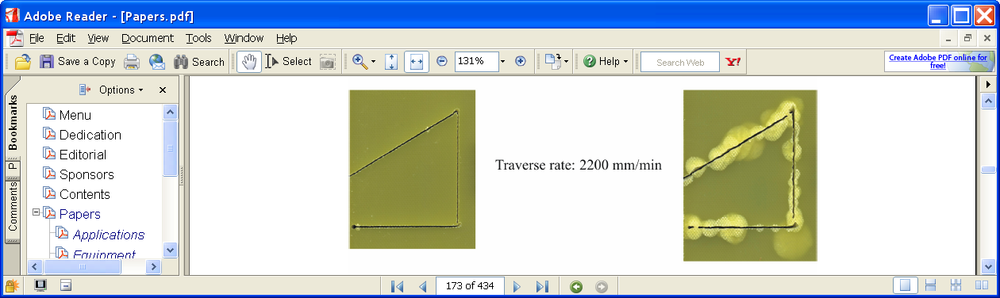 Adobe Reader - [Papers.pdf]
File Edit View Document Tools Window Help
Save a Copy Search Select 131% Help Search Web Y!
Create Adobe PDF online for
free!
Bookmarks
P
Comments
Options
Menu
Dedication
Editorial
Sponsors
Contents
Papers
Applications
Equipment
Traverse rate: 2200 mm/min
173 of 434